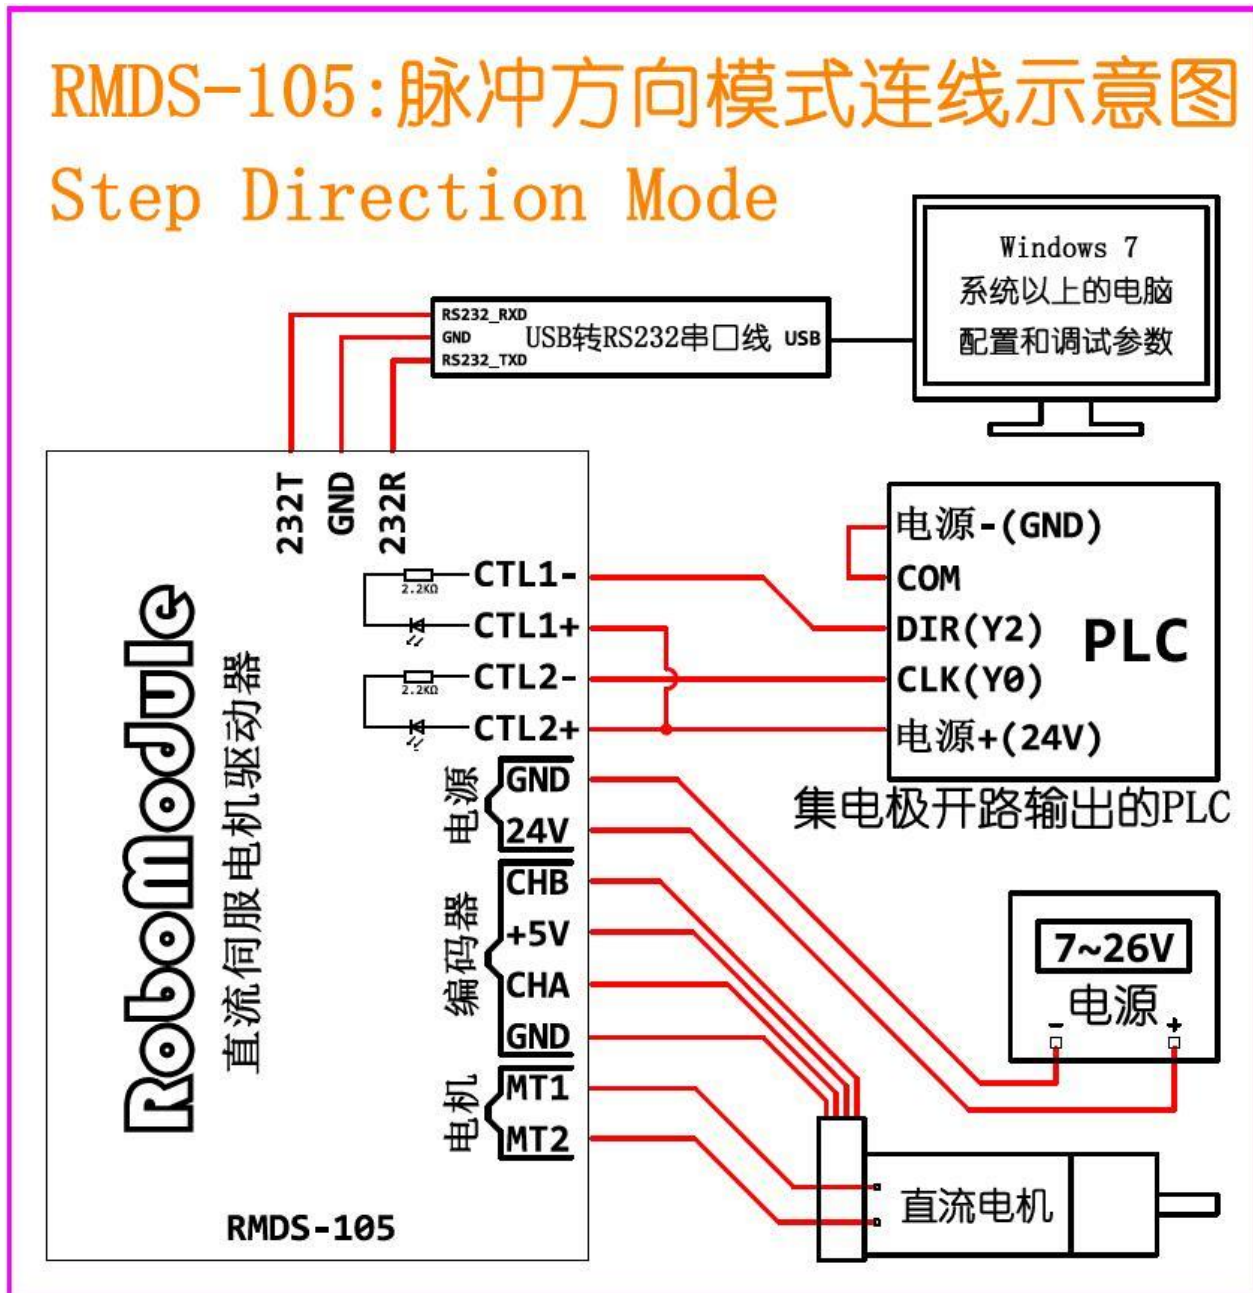 RMDS-105:脉冲方向模式连线示意图
Step Direction Mode
Windows 7
系统以上的电脑
配置和调试参数
RS232_RXD
GND
RS232_TXD
USB转RS232串口线
USB
232T
GND
232R
CTL1-
2.2KΩ
CTL1+
CTL2-
2.2KΩ
CTL2+
电源
GND
24V
编码器
CHB
+5V
CHA
GND
电机
MT1
MT2
RoboModule
直流伺服电机驱动器
RMDS-105
电源-(GND)
COM
DIR(Y2)
CLK(Y0)
电源+(24V)
PLC
集电极开路输出的PLC
7~26V
电源
- +
直流电机